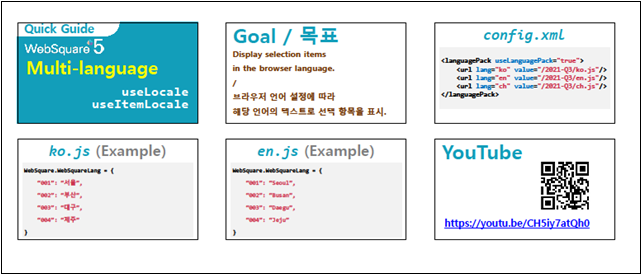 Quick Guide
WebSquare 5
Multi-language
useLocale
useItemLocale
Goal / 목표
Display selection items
in the browser language.
/
브라우저 언어 설정에 따라
해당 언어의 텍스트로 선택 항목을 표시.
config.xml
<languagePack useLanguagePack="true">
<url lang="ko" value="/2021-Q3/ko.js"/>
<url lang="en" value="/2021-Q3/en.js"/>
<url lang="ch" value="/2021-Q3/ch.js"/>
</languagePack>
ko.js (Example)
WebSquare.WebSquareLang = {
"001": "서울",
"002": "부산",
"003": "대구",
"004": "제주"
}
en.js (Example)
WebSquare.WebSquareLang = {
"001": "Seoul",
"002": "Busan",
"003": "Daegu",
"004": "Jeju"
}
YouTube
https://youtu.be/CH5iy7atQh0